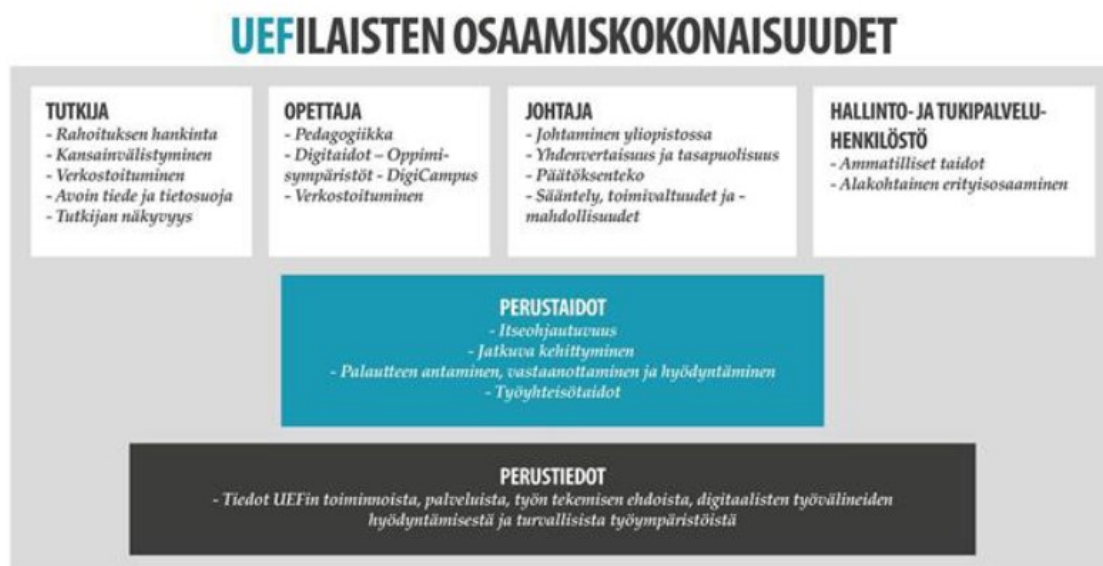 UEFILAISTEN OSAAMISKOKONAISUUDET
TUTKIJA
- Rahoituksen hankinta
- Kansainvälistyminen
- Verkostoituminen
- Avoin tiede ja tietosuoja
- Tutkijan näkyvyys
OPETTAJA
- Pedagogiikka
- Digitaidot – Oppimi-
sympäristöt - DigiCampus
- Verkostoituminen
JOHTAJA
- Johtaminen yliopistossa
- Yhdenvertaisuus ja tasapuolisuus
- Päätöksenteko
- Sääntely, toimivaltuudet ja -
mahdollisuudet
HALLINTO- JA TUKIPALVELU-
HENKILÖSTÖ
- Ammatilliset taidot
- Alakohtainen erityisosaaminen
PERUSTAIDOT
- Itseohjautuvuus
- Jatkuva kehittyminen
- Palautteen antaminen, vastaanottaminen ja hyödyntäminen
- Työyhteisötaidot
PERUSTIEDOT
- Tiedot UEFin toiminnoista, palveluista, työn tekemisen ehdoista, digitaalisten työvälineiden
hyödyntämisestä ja turvallisista työympäristöistä